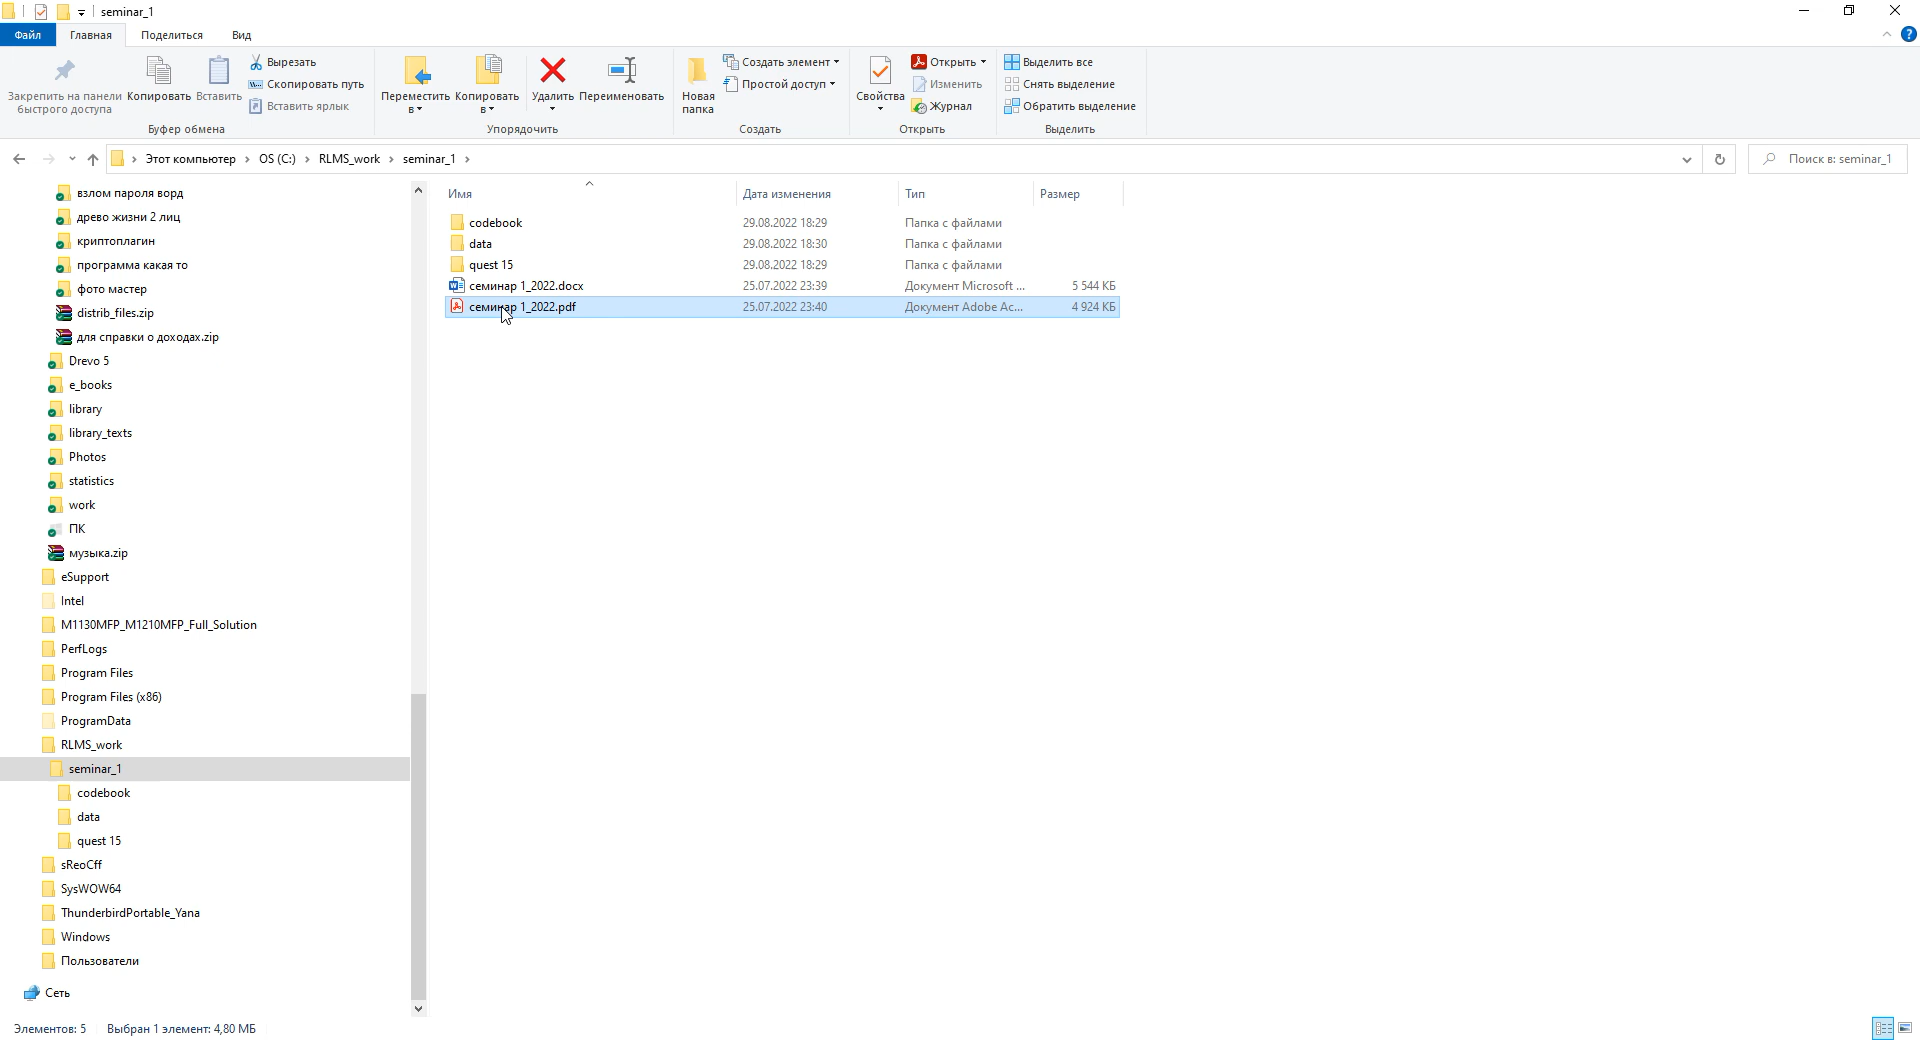 seminar_1
Файл
Главная
Поделиться
Вид
?
Закрепить на панели
быстрого доступа
Копировать
Вставить
Вырезать
Скопировать путь
Вставить ярлык
Буфер обмена
Переместить
в
Копировать
в
Удалить
Переименовать
Упорядочить
Новая
папка
Создать элемент
Простой доступ
Создать
Свойства
Открыть
Изменить
Журнал
Открыть
Выделить все
Снять выделение
Обратить выделение
Выделить
Этот компьютер
OS (C:)
RLMS_work
seminar_1
Поиск в: seminar_1
взлом пароля ворд
древо жизни 2 лиц
криптоплагин
программа какая то
фото мастер
distrib_files.zip
для справки о доходах.zip
Drevo 5
e_books
library
library_texts
Photos
statistics
work
ПК
музыка.zip
eSupport
Intel
M1130MFP_M1210MFP_Full_Solution
PerfLogs
Program Files
Program Files (x86)
ProgramData
RLMS_work
seminar_1
codebook
data
quest 15
sReoCff
SysWOW64
ThunderbirdPortable_Yana
Windows
Пользователи
Сеть
Имя Дата изменения Тип Размер
codebook 29.08.2022 18:29 Папка с файлами
data 29.08.2022 18:30 Папка с файлами
quest 15 29.08.2022 18:29 Папка с файлами
семинар 1_2022.docx 25.07.2022 23:39 Документ Microsoft ... 5 544 КБ
семинар 1_2022.pdf 25.07.2022 23:40 Документ Adobe Ac... 4 924 КБ
Элементов: 5 Выбран 1 элемент: 4,80 МБ